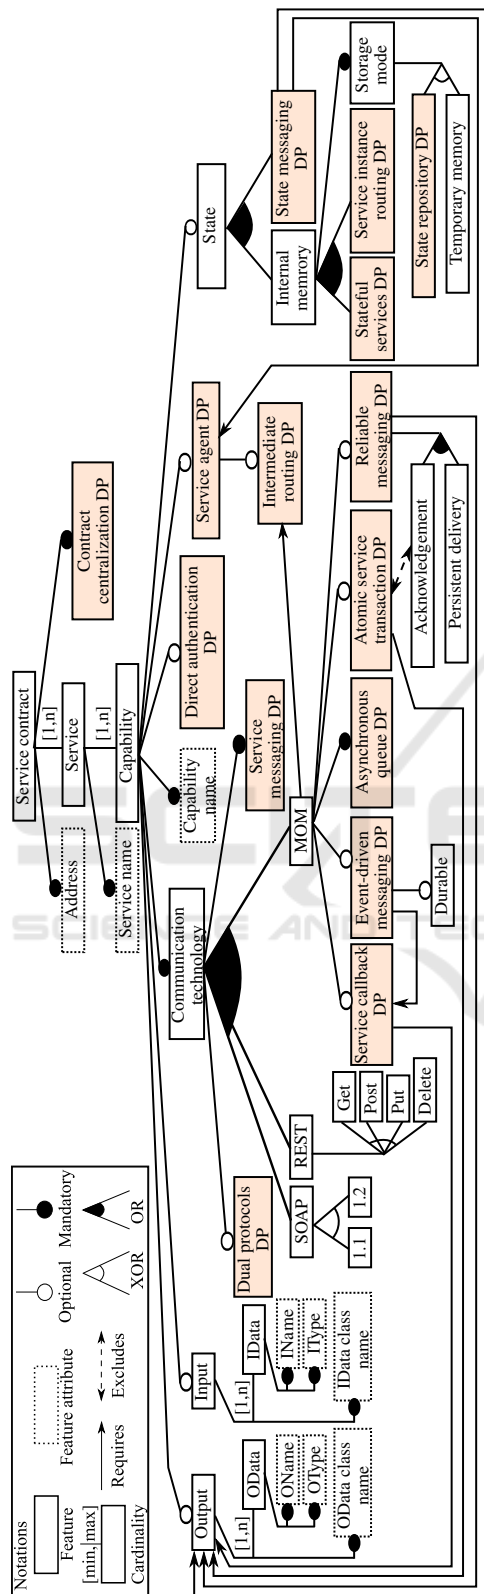 Service contract
[1,n]
Address
Service
Contract
centralization DP
[1,n]
Service name
Capability
Output
Input
Communication
technology
Capability
name
Direct authentication
DP
Service agent DP
State
[1,n]
OData
[1,n]
IData
Dual protocols
DP
Service
messaging DP
Intermediate
routing DP
Internal
memrory
State messaging
DP
OName
OType
IName
IType
OData class
name
IData class
name
SOAP
REST
MOM
1.1
1.2
Get
Post
Put
Delete
Service callback
DP
Event-driven
messaging DP
Asynchronous
queue DP
Atomic service
transaction DP
Reliable
messaging DP
Stateful
services DP
Service instance
routing DP
Storage
mode
Durable
Acknowledgement
Persistent delivery
State repository DP
Temporary memory
Notations
Feature
Feature attribute
Optional
Mandatory
[min,max]
Cardinality
Requires
Excludes
XOR
OR
SCIENCE AND TEC